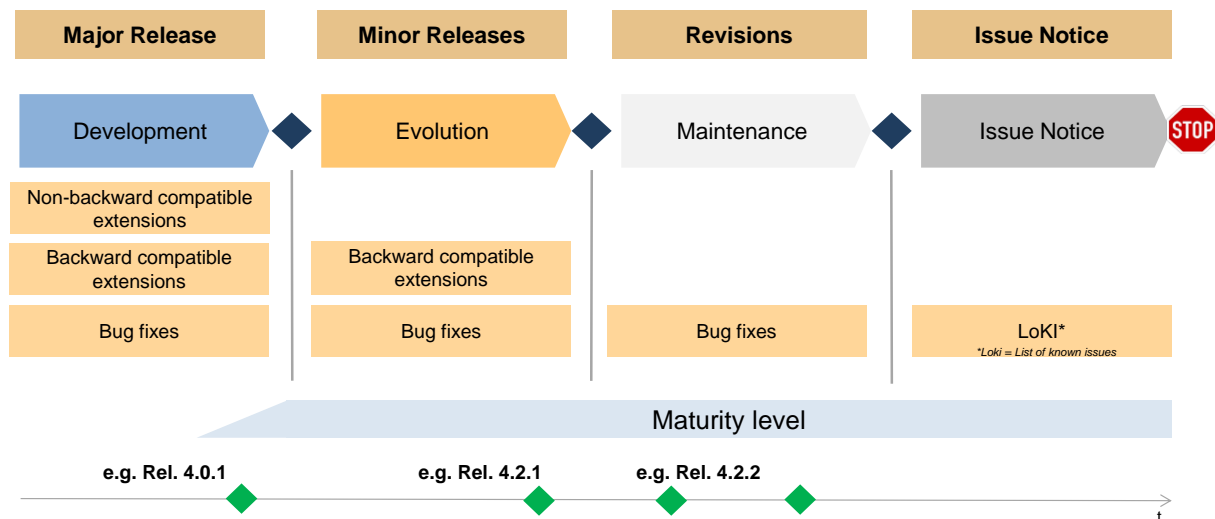 Major Release
Minor Releases
Revisions
Issue Notice
Development
Evolution
Maintenance
Issue Notice
STOP
Non-backward compatible
extensions
Backward compatible
extensions
Backward compatible
extensions
Bug fixes
Bug fixes
Bug fixes
LoKI*
*Loki = List of known issues
Maturity level
e.g. Rel. 4.0.1
e.g. Rel. 4.2.1
e.g. Rel. 4.2.2
t